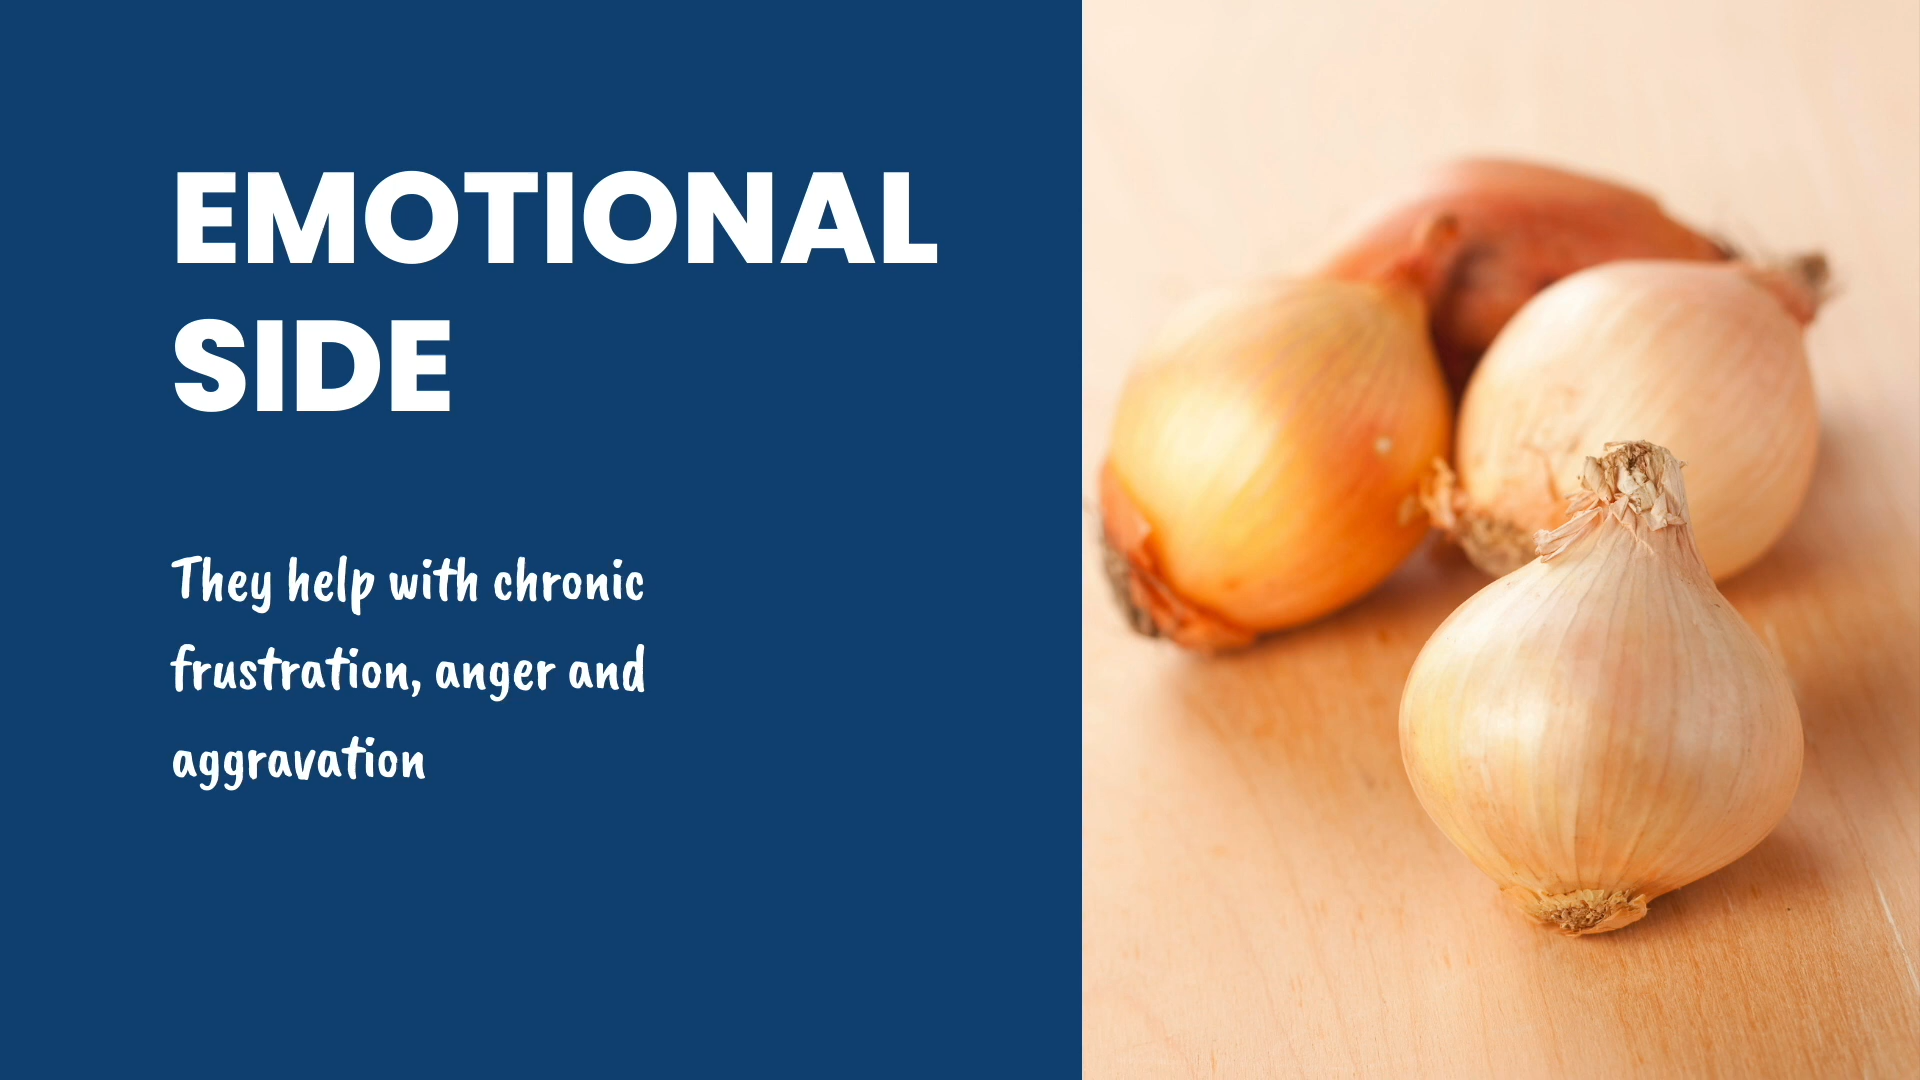 EMOTIONAL
SIDE
They help with chronic
frustration, anger and
aggravation